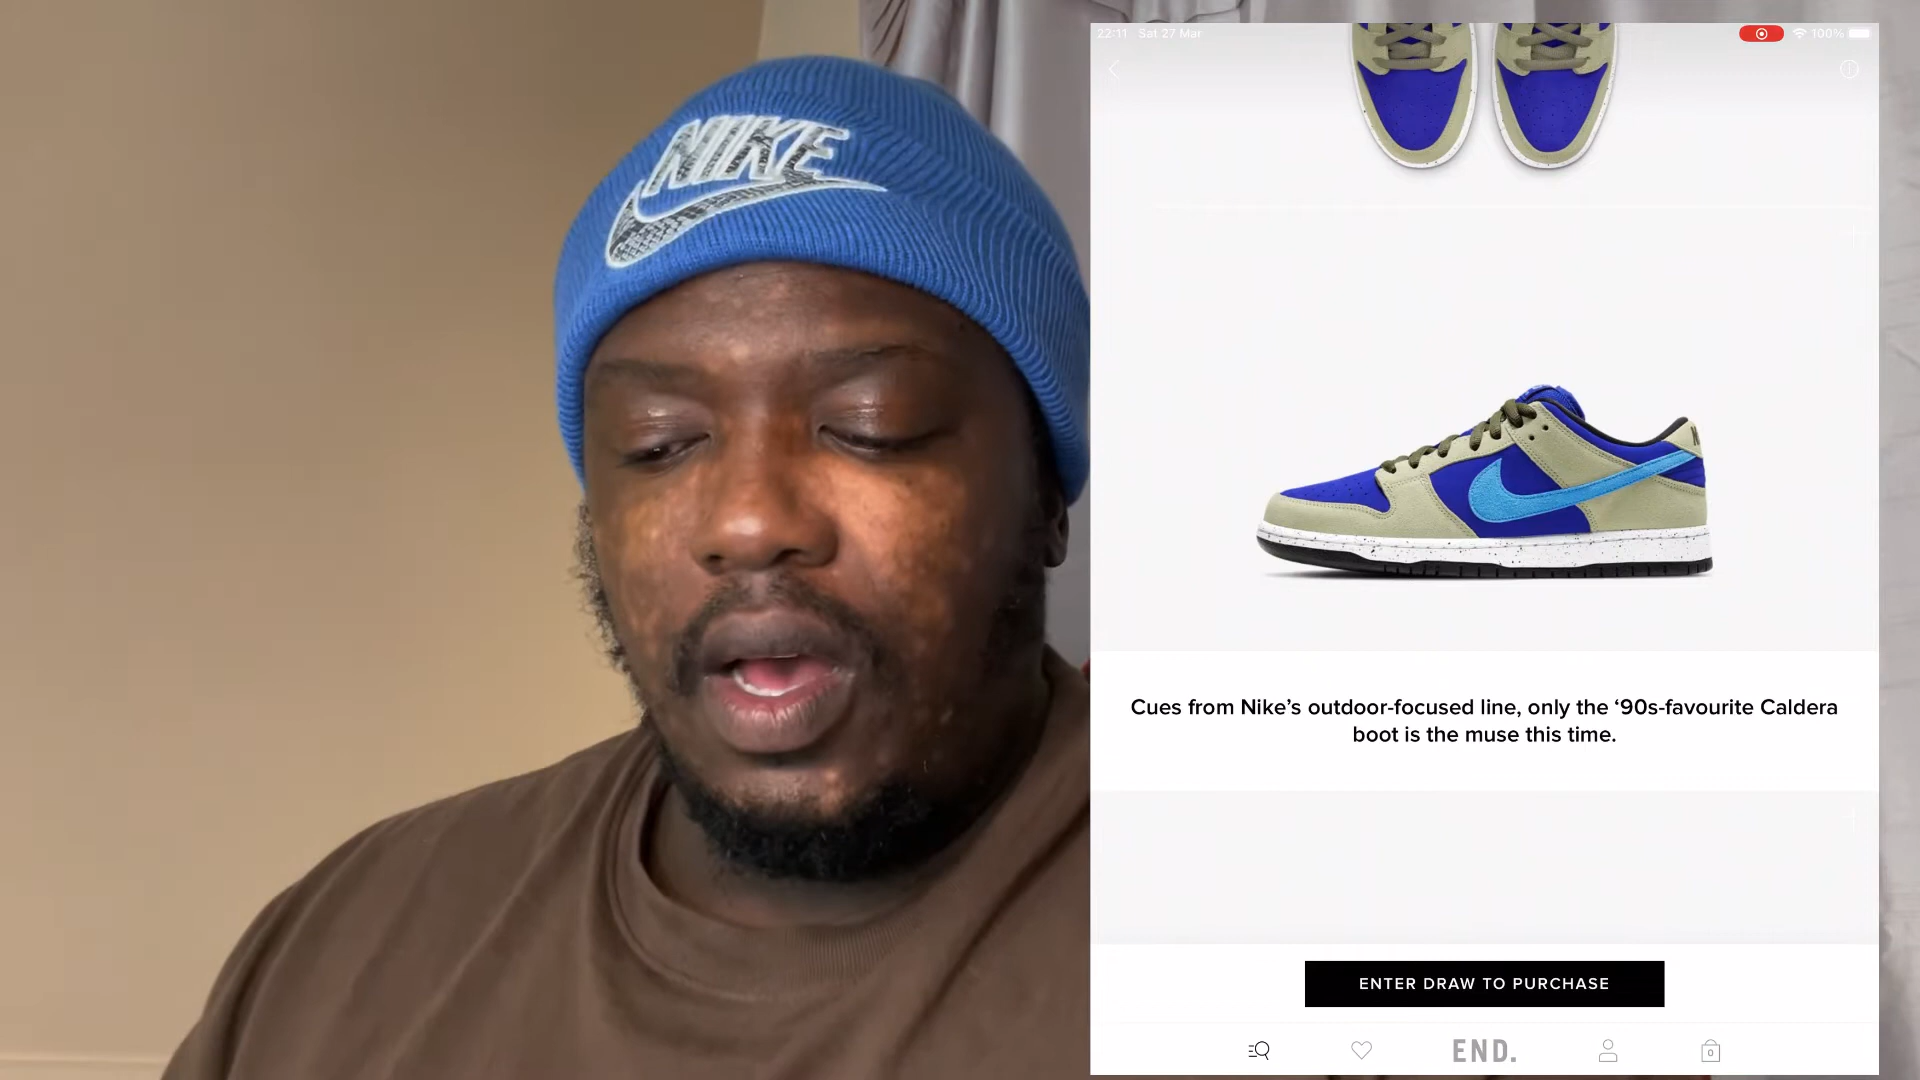 NIKE
22:11 Sat 27 Mar
100%
Cues from Nike’s outdoor-focused line, only the ‘90s-favourite Caldera
boot is the muse this time.
ENTER DRAW TO PURCHASE
END.
0